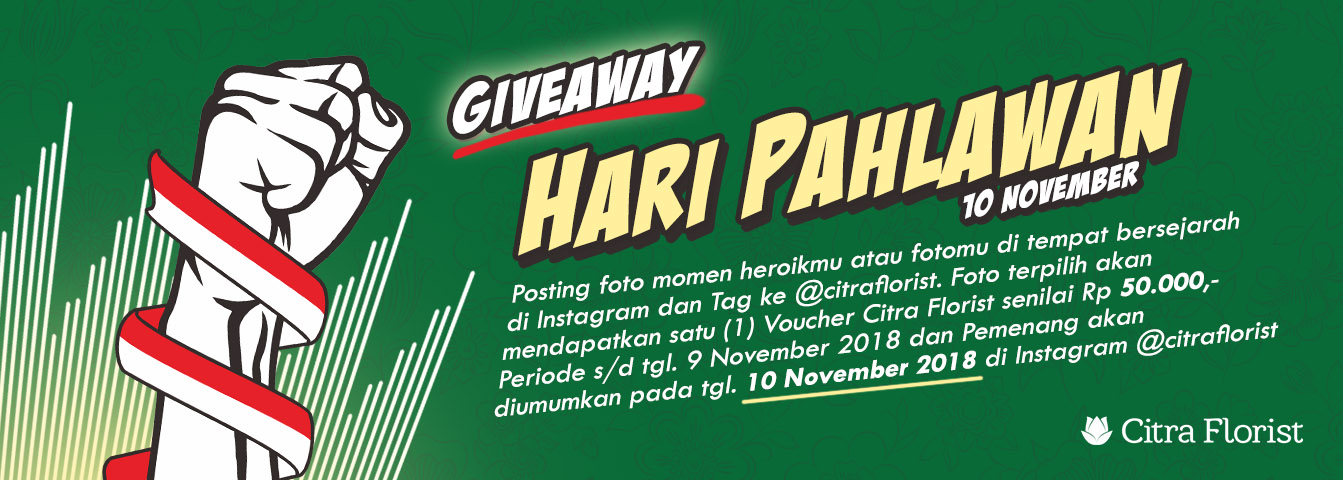 GIVEAWAY
HARI PAHLAWAN
10 NOVEMBER
Posting foto momen heroikmu atau fotomu di tempat bersejarah
di Instagram dan Tag ke @citraflorist. Foto terpilih akan
mendapatkan satu (1) Voucher Citra Florist senilai Rp 50.000,-
Periode s/d tgl. 9 November 2018 dan Pemenang akan
diumumkan pada tgl. 10 November 2018 di Instagram @citraflorist
Citra Florist